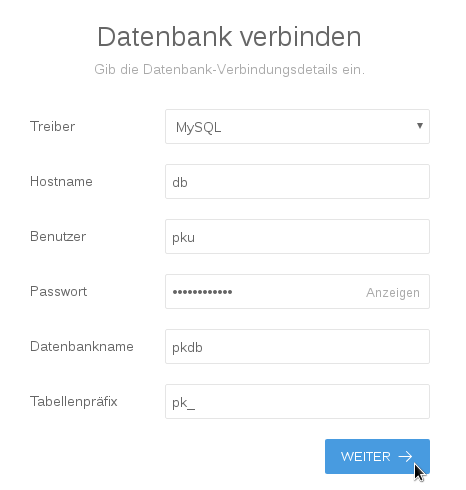 Datenbank verbinden
Gib die Datenbank-Verbindungsdetails ein.
Treiber MySQL
Hostname db
Benutzer pku
Passwort •••••••••••• Anzeigen
Datenbankname pkdb
Tabellenpräfix pk_
WEITER →